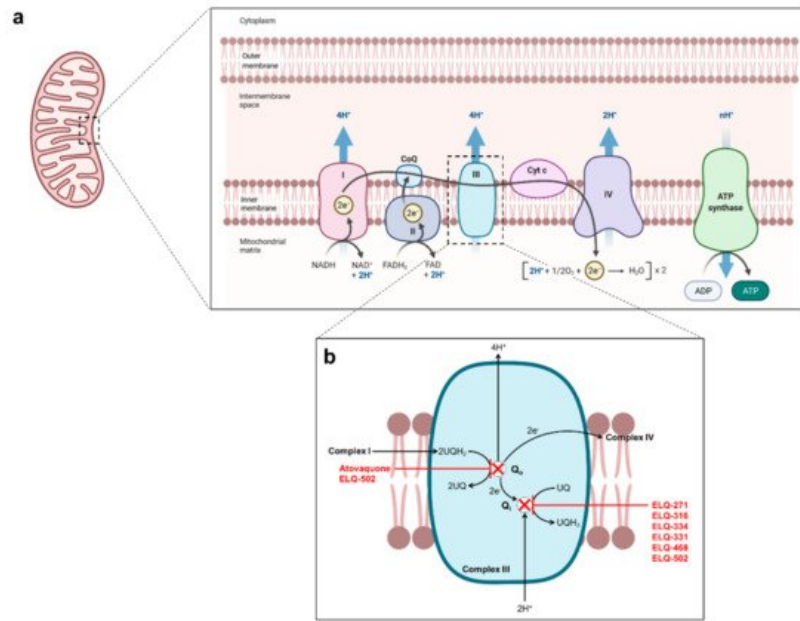 a
Cytoplasm
Outer
membrane
Intermembrane
space
4H⁺
4H⁺
2H⁺
nH⁺
CoQ
I
III
Cyt c
IV
2e⁻
2e⁻
II
ATP
synthase
Inner
membrane
Mitochondrial
matrix
NADH
NAD⁺
+ 2H⁺
FADH₂
FAD
+ 2H⁺
[2H⁺ + 1/2O₂ + 2e⁻ → H₂O] x 2
ADP
ATP
b
4H⁺
2e⁻
Complex I
2UQH₂
Complex IV
Atovaquone
ELQ-502
Qₒ
2UQ
2e⁻
UQ
Qᵢ
UQH₂
ELQ-271
ELQ-316
ELQ-334
ELQ-331
ELQ-468
ELQ-502
Complex III
2H⁺